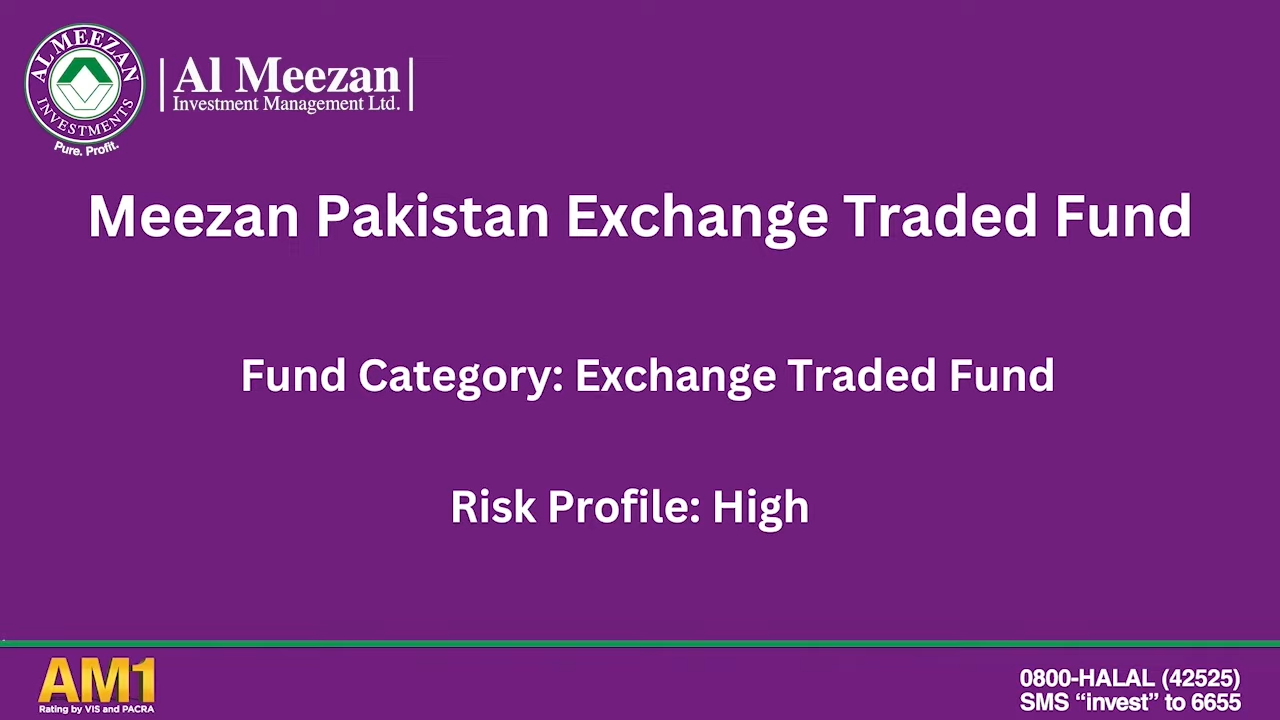 AL MEEZAN
INVESTMENTS
Pure. Profit.
Al Meezan
Investment Management Ltd.
Meezan Pakistan Exchange Traded Fund
Fund Category: Exchange Traded Fund
Risk Profile: High
AM1
Rating by VIS and PACRA
0800-HALAL (42525)
SMS “invest” to 6655